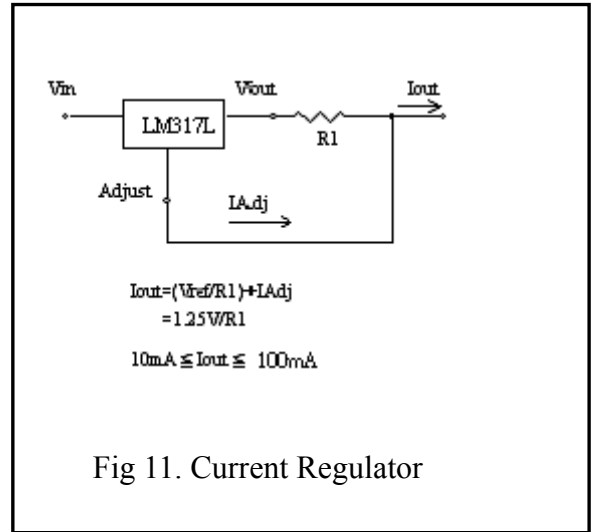 Vin
Vout
Iout
LM317L
R1
Adjust
IAdj
Iout=(Vref/R1)+IAdj
=1.25V/R1
10mA ≦ Iout ≦ 100mA
Fig 11. Current Regulator